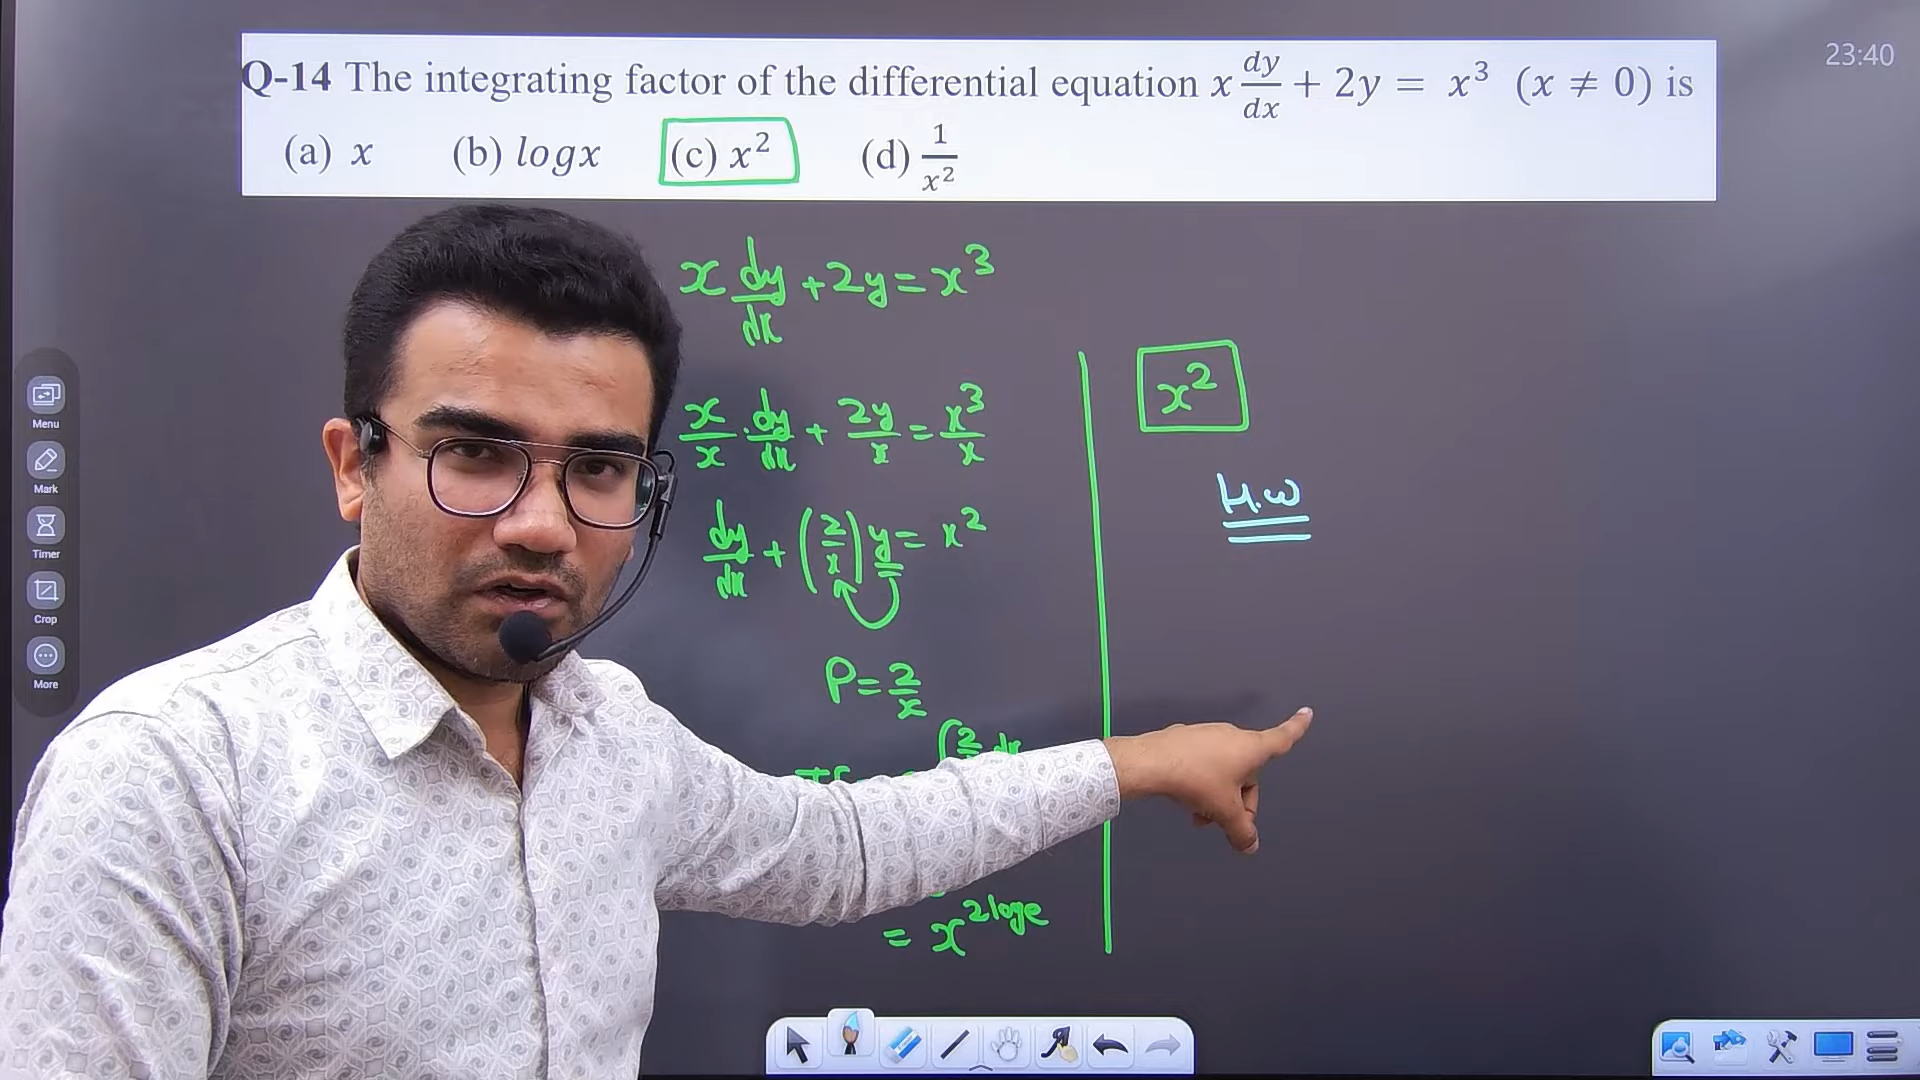 23:40
Q-14 The integrating factor of the differential equation x dy/dx + 2y = x³ (x ≠ 0) is
(a) x (b) logx (c) x² (d) 1/x²
x dy/dx + 2y = x³
x/x · dy/dx + 2y/x = x³/x
dy/dx + (2/x) y = x²
P = 2/x
= x^2loge
x²
H.W
Menu
Mark
Timer
Crop
More